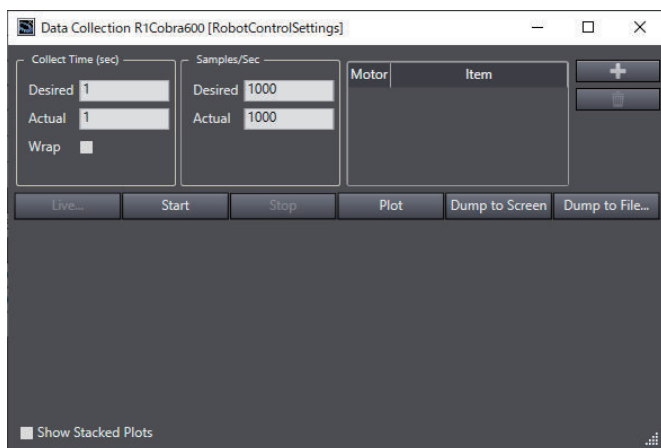 Data Collection R1Cobra600 [RobotControlSettings]
Collect Time (sec)
Desired 1
Actual 1
Wrap
Samples/Sec
Desired 1000
Actual 1000
Motor Item
Live... Start Stop Plot Dump to Screen Dump to File...
Show Stacked Plots